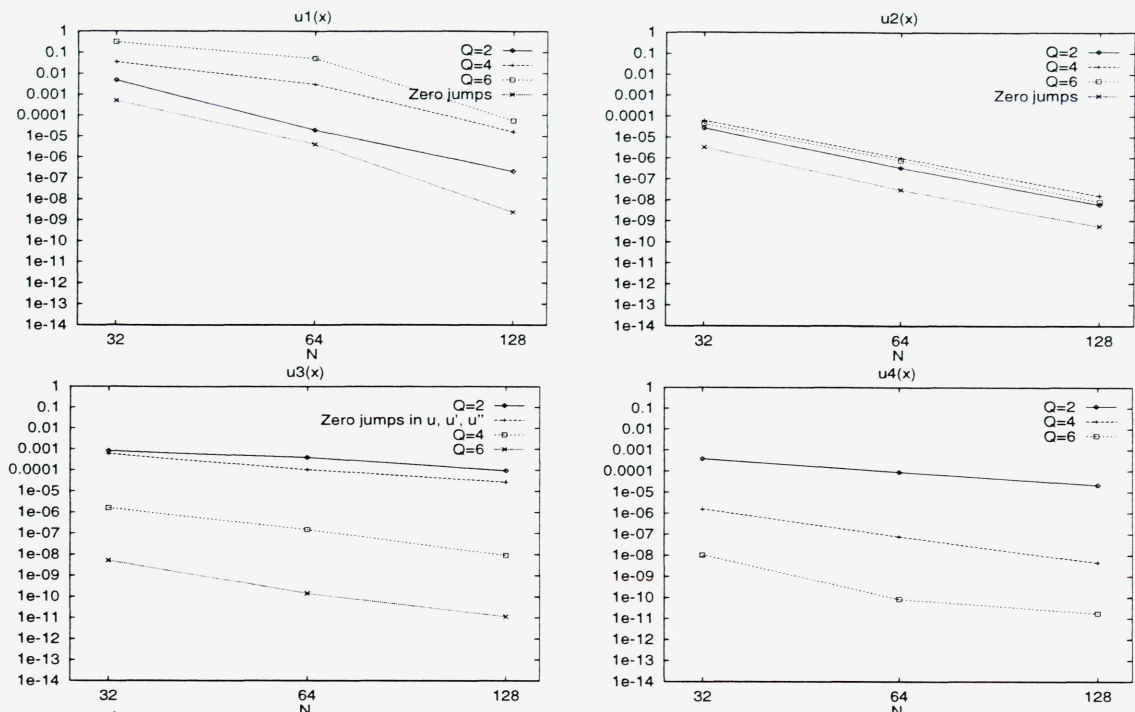 u1(x)
1
0.1
0.01
0.001
0.0001
1e-05
1e-06
1e-07
1e-08
1e-09
1e-10
1e-11
1e-12
1e-13
1e-14
Q=2
Q=4
Q=6
Zero jumps
32
64
128
N
u2(x)
1
0.1
0.01
0.001
0.0001
1e-05
1e-06
1e-07
1e-08
1e-09
1e-10
1e-11
1e-12
1e-13
1e-14
Q=2
Q=4
Q=6
Zero jumps
32
64
128
N
u3(x)
1
0.1
0.01
0.001
0.0001
1e-05
1e-06
1e-07
1e-08
1e-09
1e-10
1e-11
1e-12
1e-13
1e-14
Q=2
Zero jumps in u, u', u''
Q=4
Q=6
32
64
128
N
u4(x)
1
0.1
0.01
0.001
0.0001
1e-05
1e-06
1e-07
1e-08
1e-09
1e-10
1e-11
1e-12
1e-13
1e-14
Q=2
Q=4
Q=6
32
64
128
N